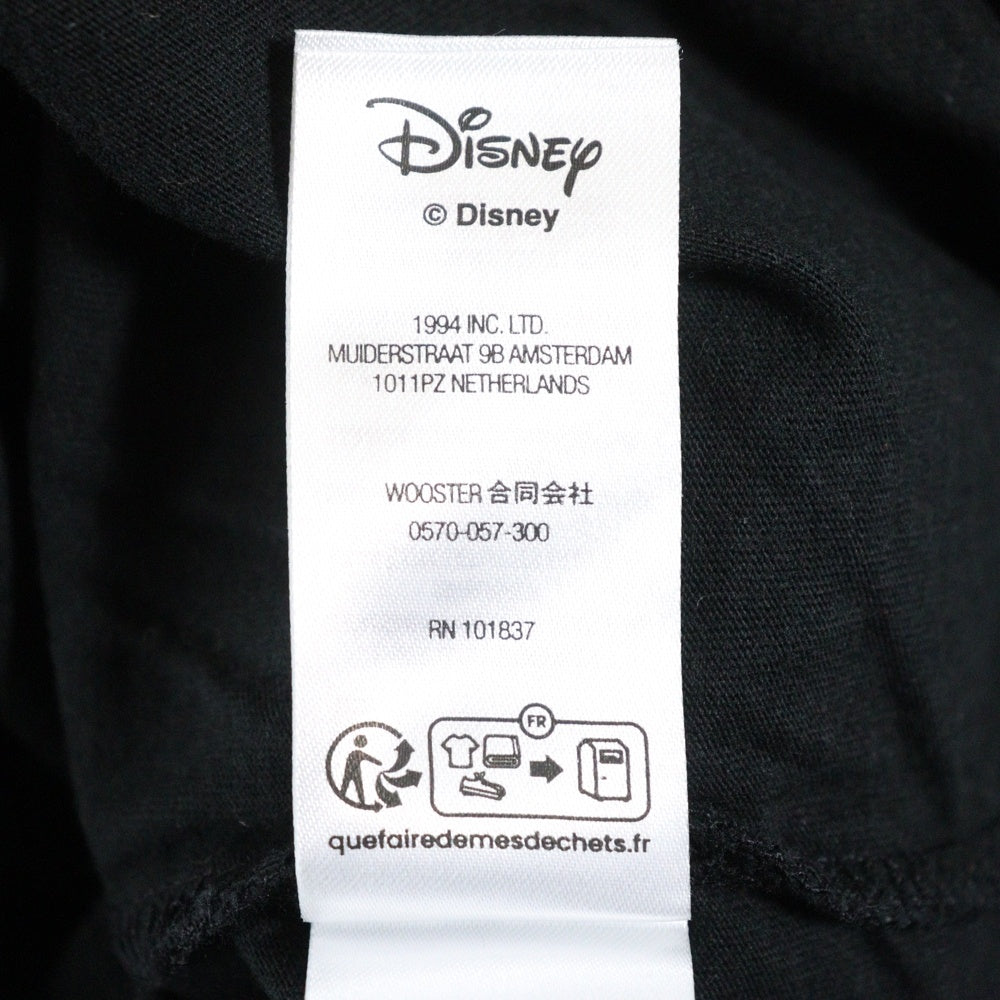 Disney
© Disney
1994 INC. LTD.
MUIDERSTRAAT 9B AMSTERDAM
1011PZ NETHERLANDS
WOOSTER 合同会社
0570-057-300
RN 101837
FR
quefairedemesdechets.fr